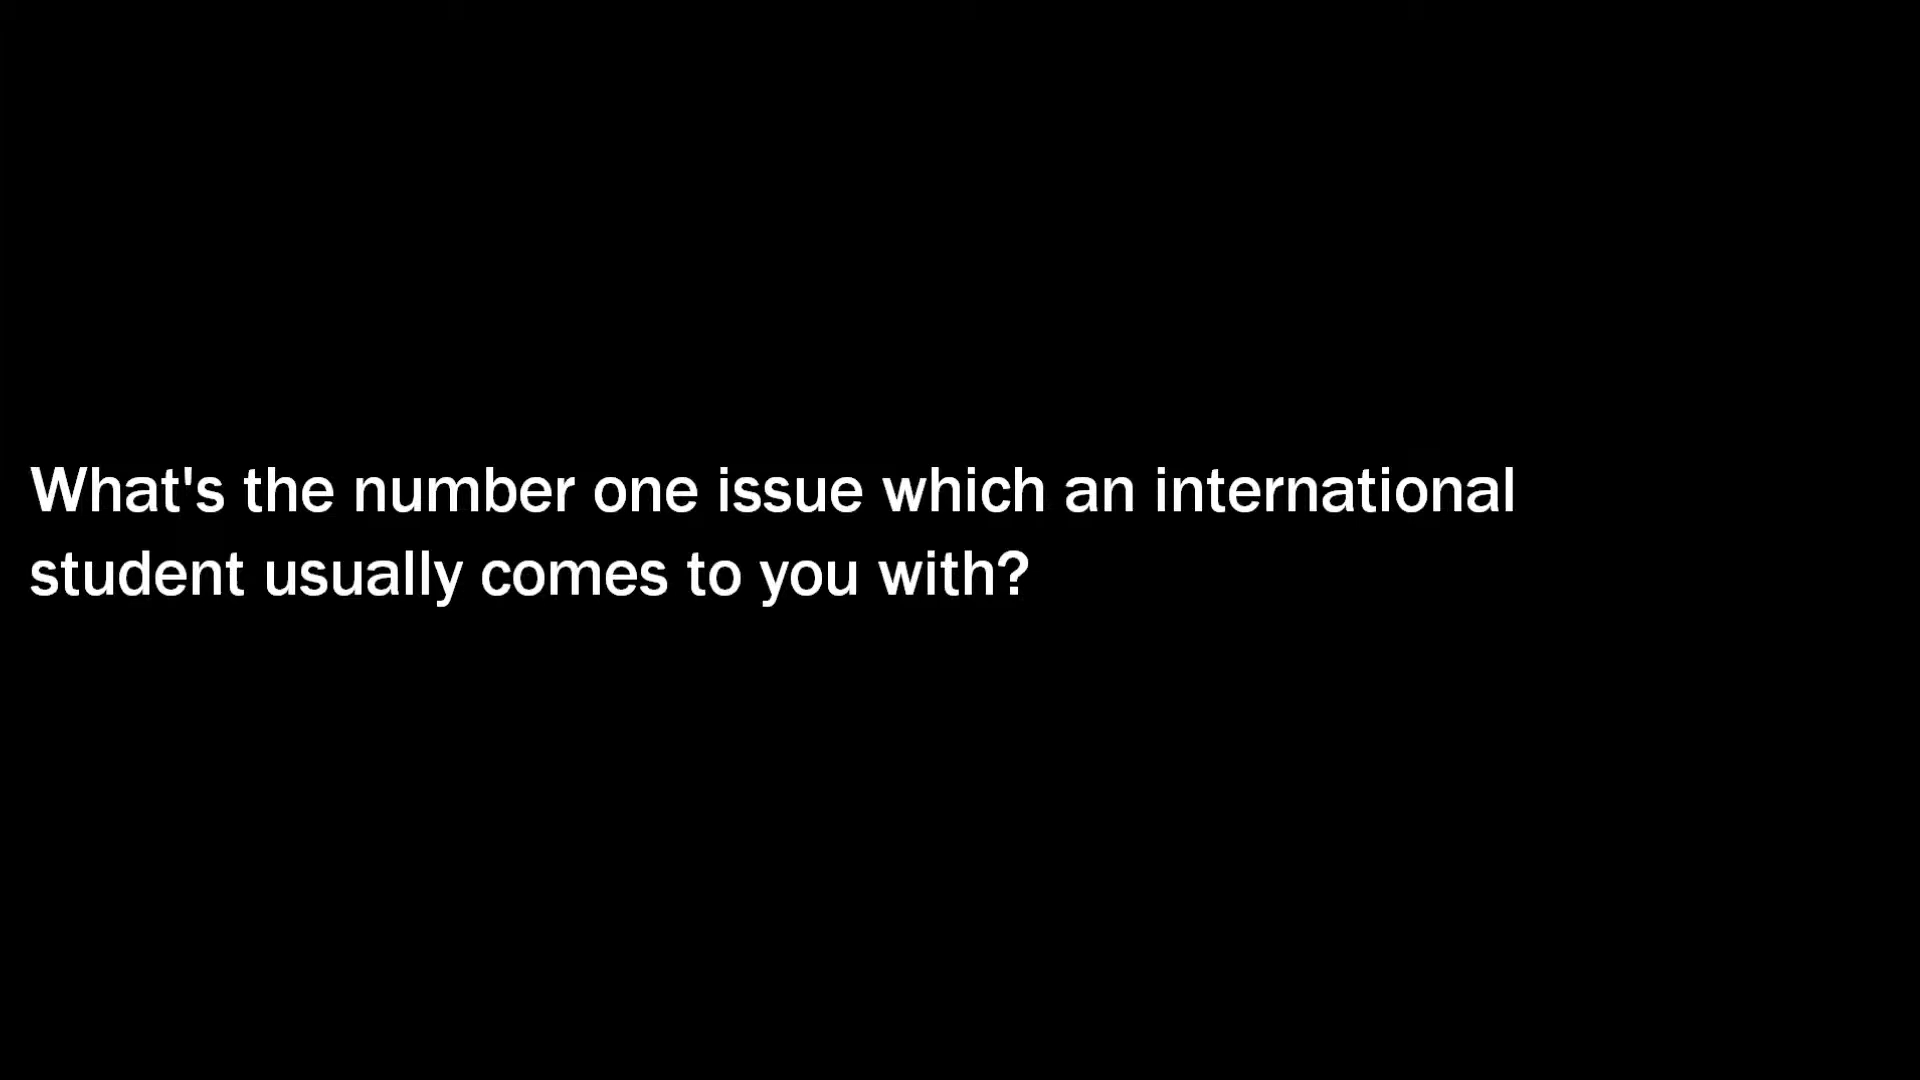 What's the number one issue which an international
student usually comes to you with?